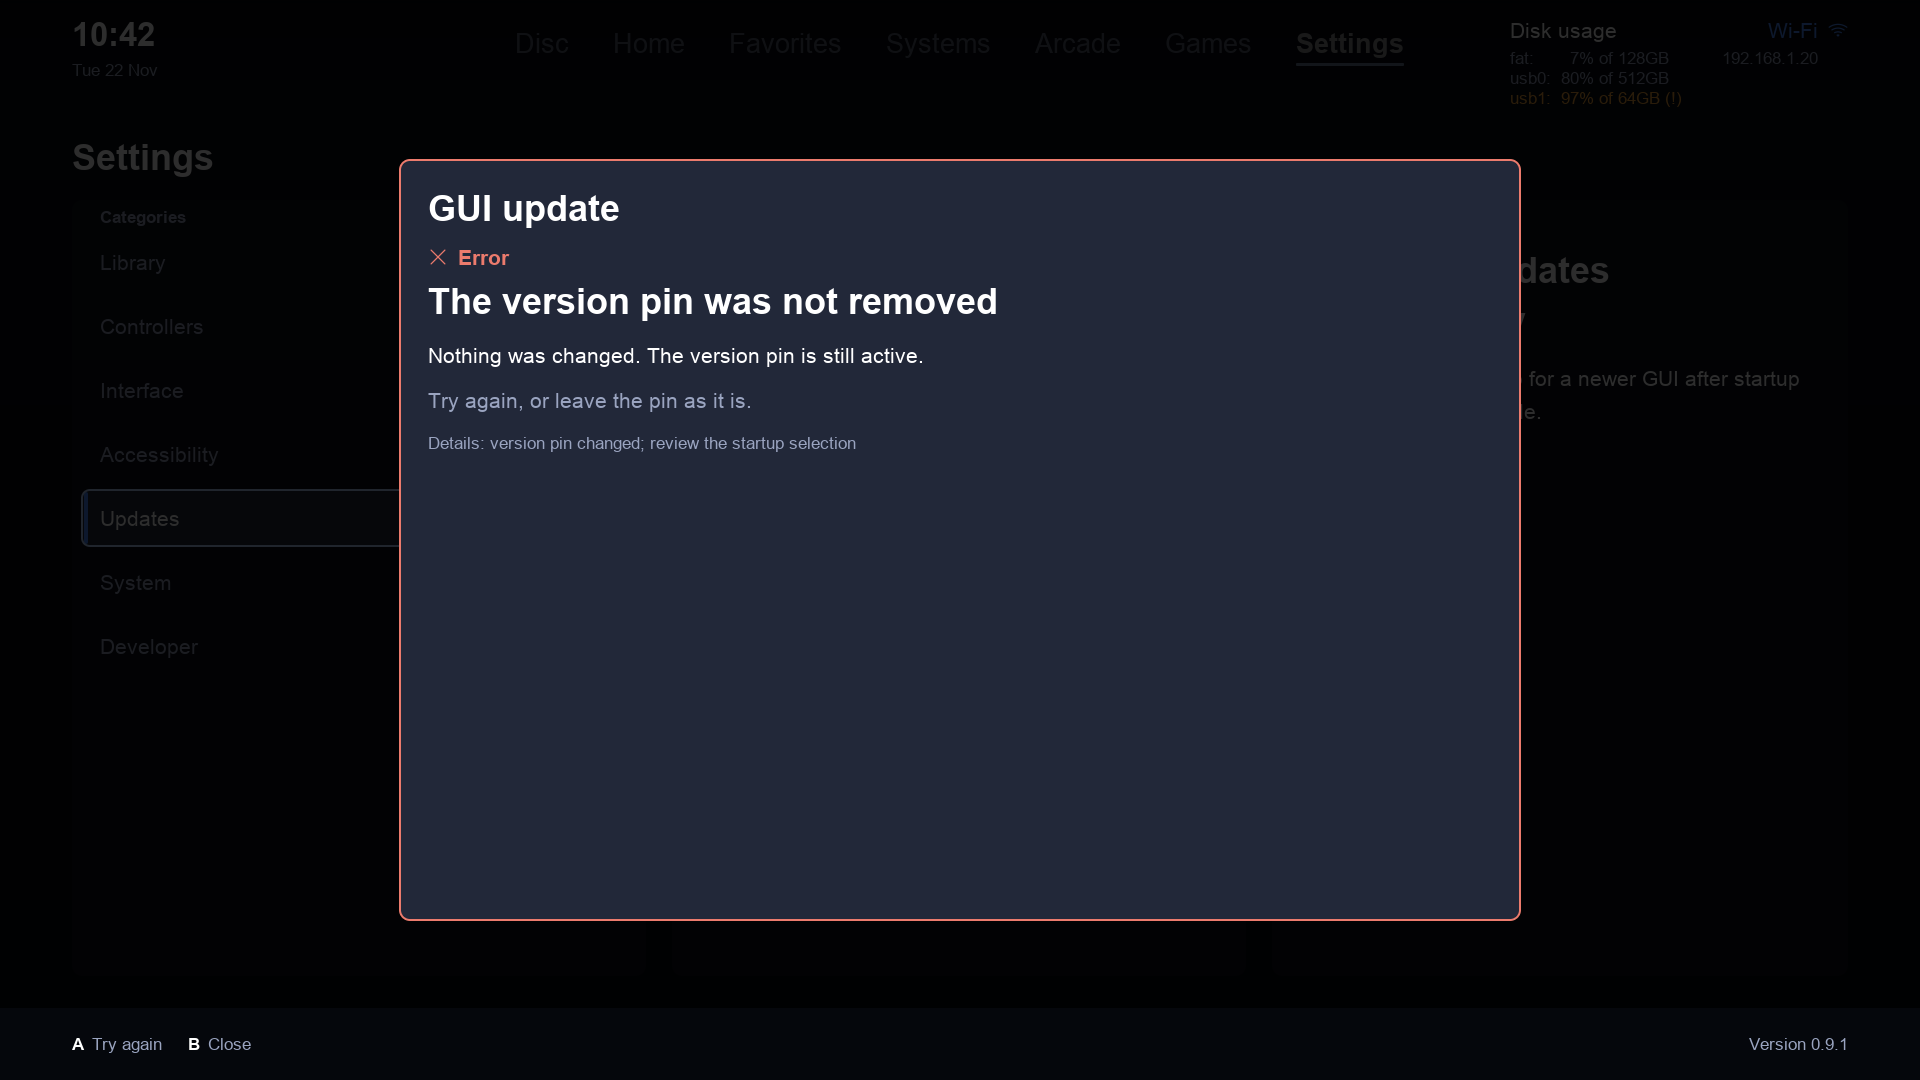 10:42
Tue 22 Nov
Disc Home Favorites Systems Arcade Games Settings
Disk usage
fat: 7% of 128GB
usb0: 80% of 512GB
usb1: 97% of 64GB (!)
Wi-Fi
192.168.1.20
Settings
Categories
Library
Controllers
Interface
Accessibility
Updates
System
Developer
GUI update
Error
The version pin was not removed
Nothing was changed. The version pin is still active.
Try again, or leave the pin as it is.
Details: version pin changed; review the startup selection
for a newer GUI after startup
A Try again B Close
Version 0.9.1